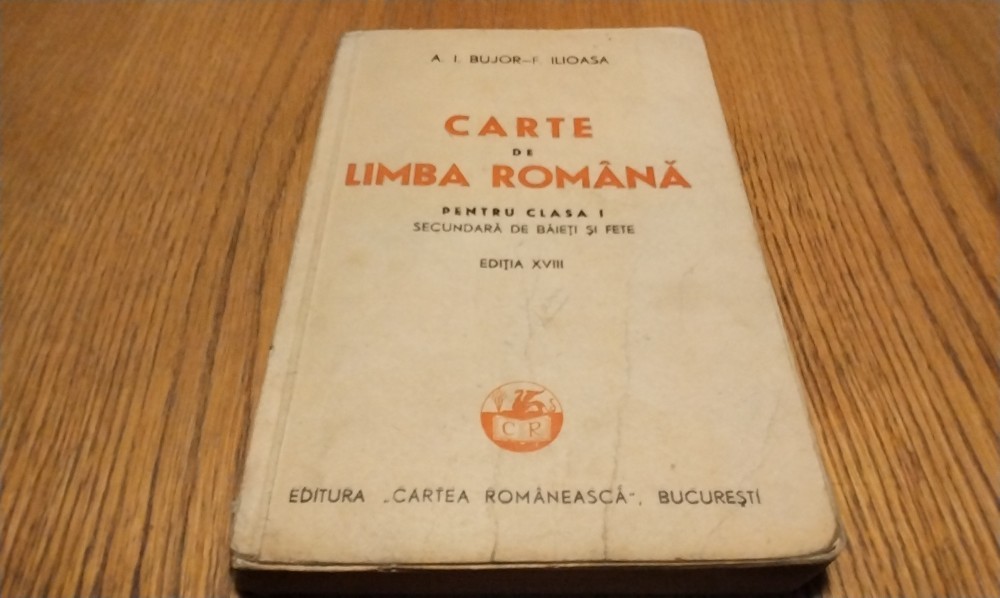 A. I. BUJOR–F. ILIOASA
CARTE
DE
LIMBA ROMÂNĂ
PENTRU CLASA I
SECUNDARĂ DE BĂIEȚI ȘI FETE
EDIȚIA XVIII
C R
EDITURA „CARTEA ROMÂNEASCĂ“, BUCUREȘTI